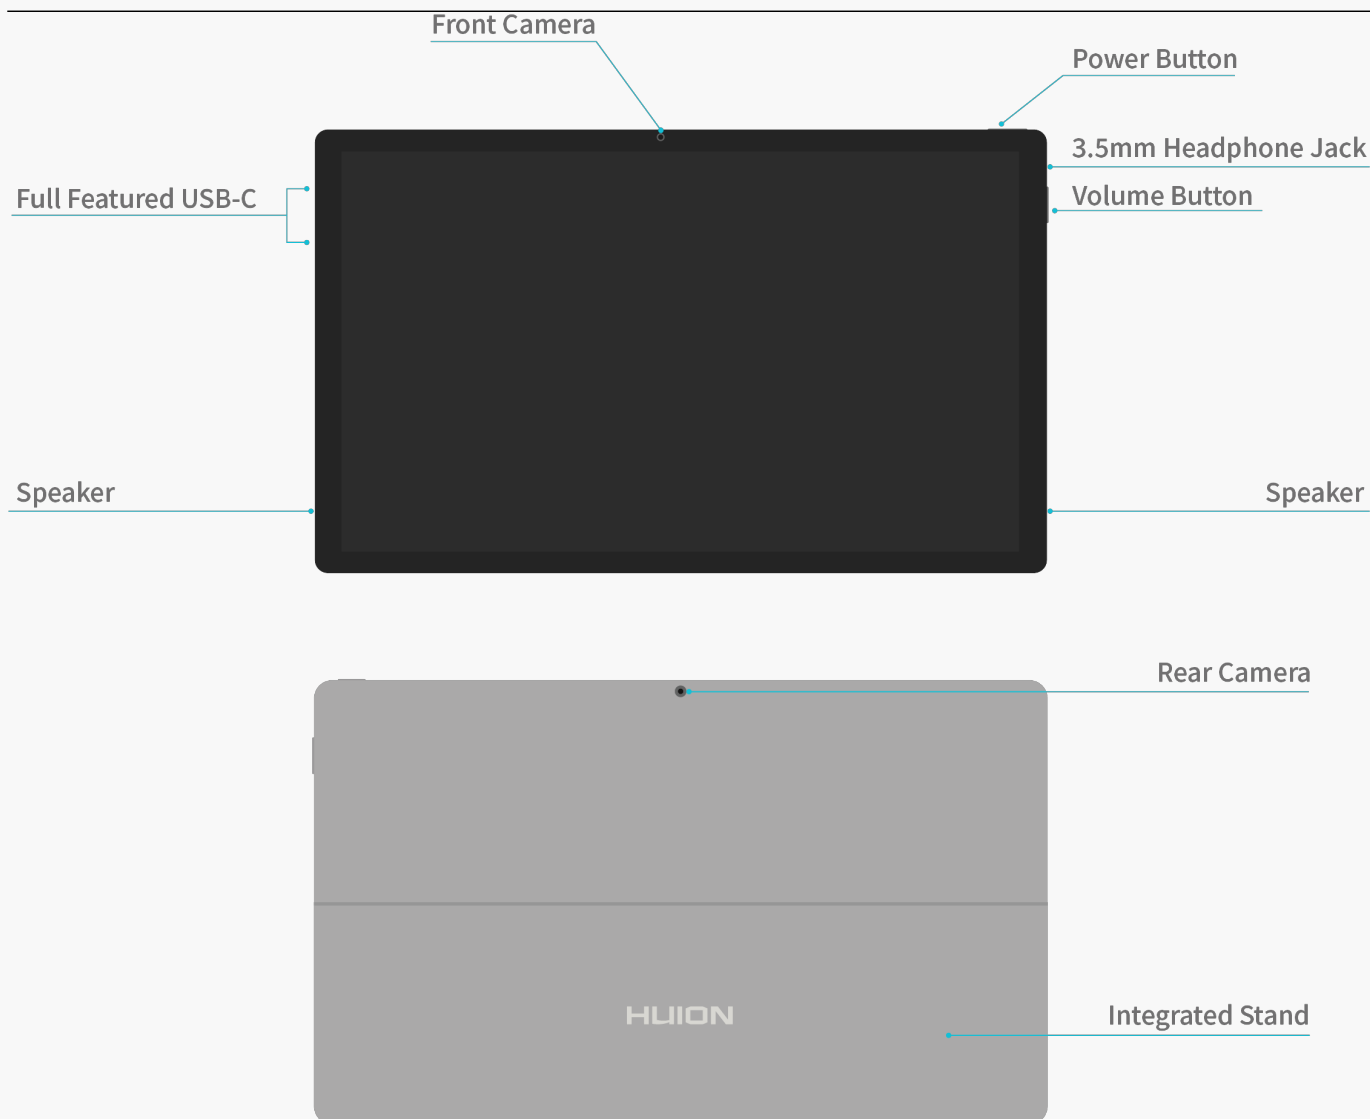 Front Camera
Power Button
3.5mm Headphone Jack
Full Featured USB-C
Volume Button
Speaker
Speaker
Rear Camera
HUION
Integrated Stand